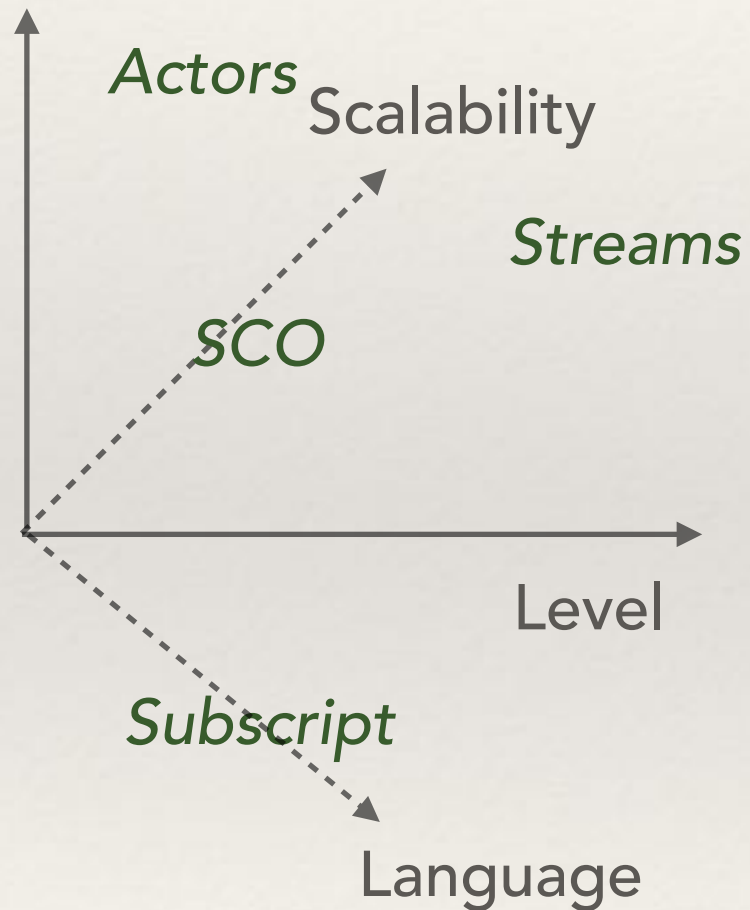 Actors
Scalability
Streams
SCO
Level
Subscript
Language